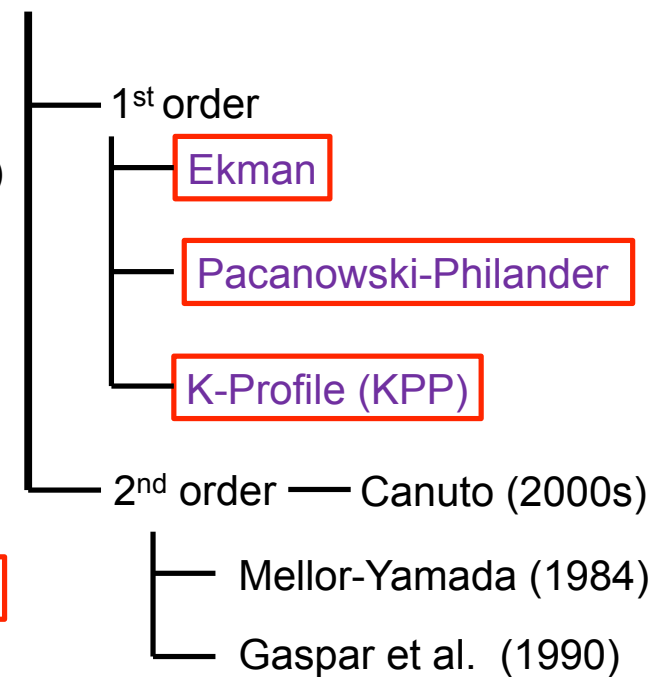 1st order
)
Ekman
Pacanowski-Philander
K-Profile (KPP)
2nd order Canuto (2000s)
Mellor-Yamada (1984)
Gaspar et al. (1990)